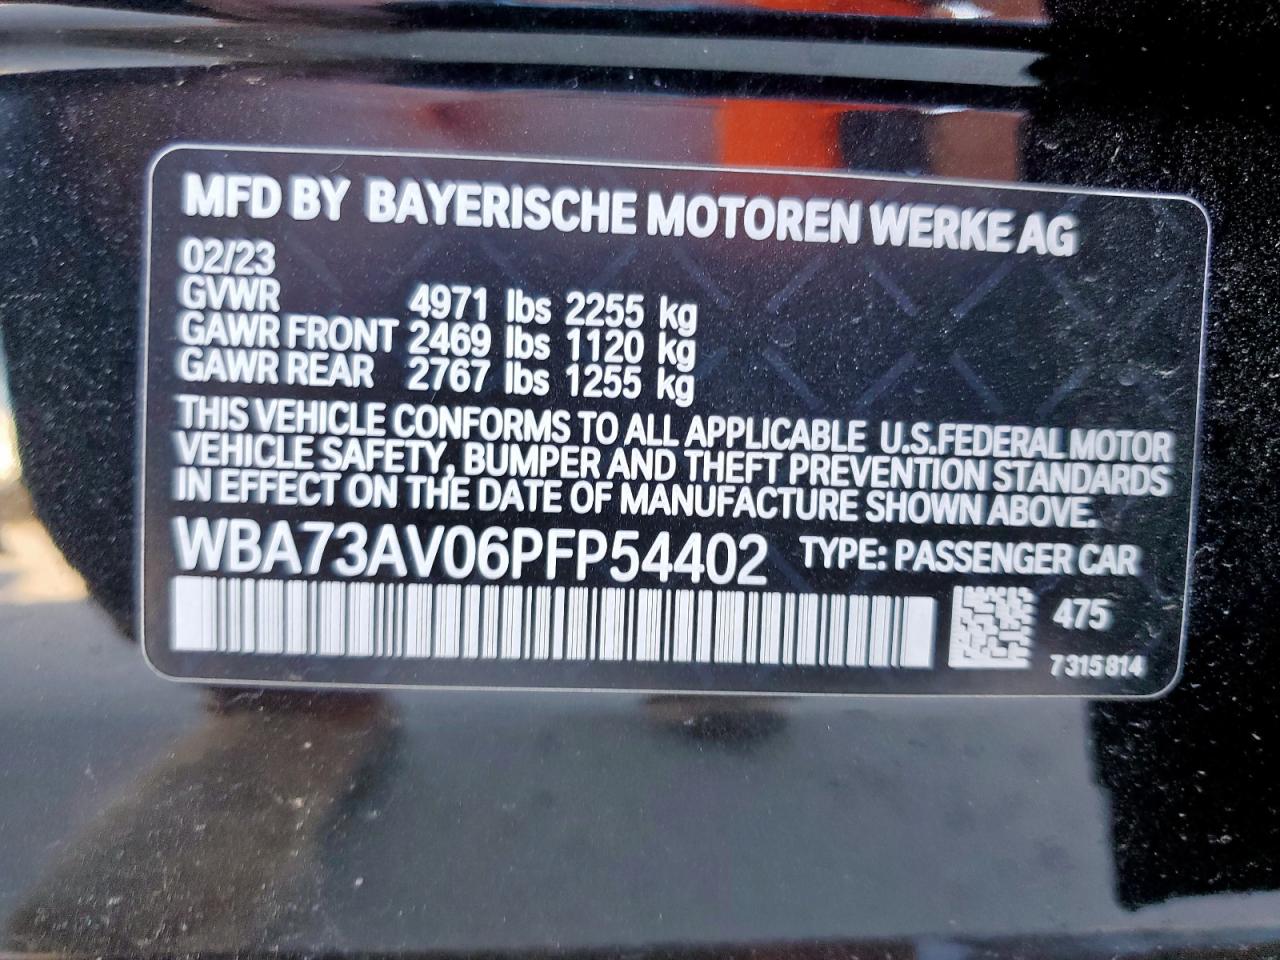 MFD BY BAYERISCHE MOTOREN WERKE AG
02/23
GVWR 4971 lbs 2255 kg
GAWR FRONT 2469 lbs 1120 kg
GAWR REAR 2767 lbs 1255 kg
THIS VEHICLE CONFORMS TO ALL APPLICABLE U.S.FEDERAL MOTOR
VEHICLE SAFETY, BUMPER AND THEFT PREVENTION STANDARDS
IN EFFECT ON THE DATE OF MANUFACTURE SHOWN ABOVE.
WBA73AV06PFP54402 TYPE: PASSENGER CAR
475
7315814